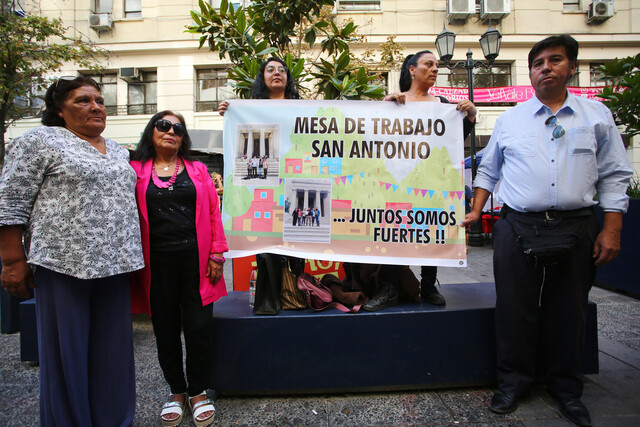 MESA DE TRABAJO
SAN ANTONIO
... JUNTOS SOMOS
FUERTES !!